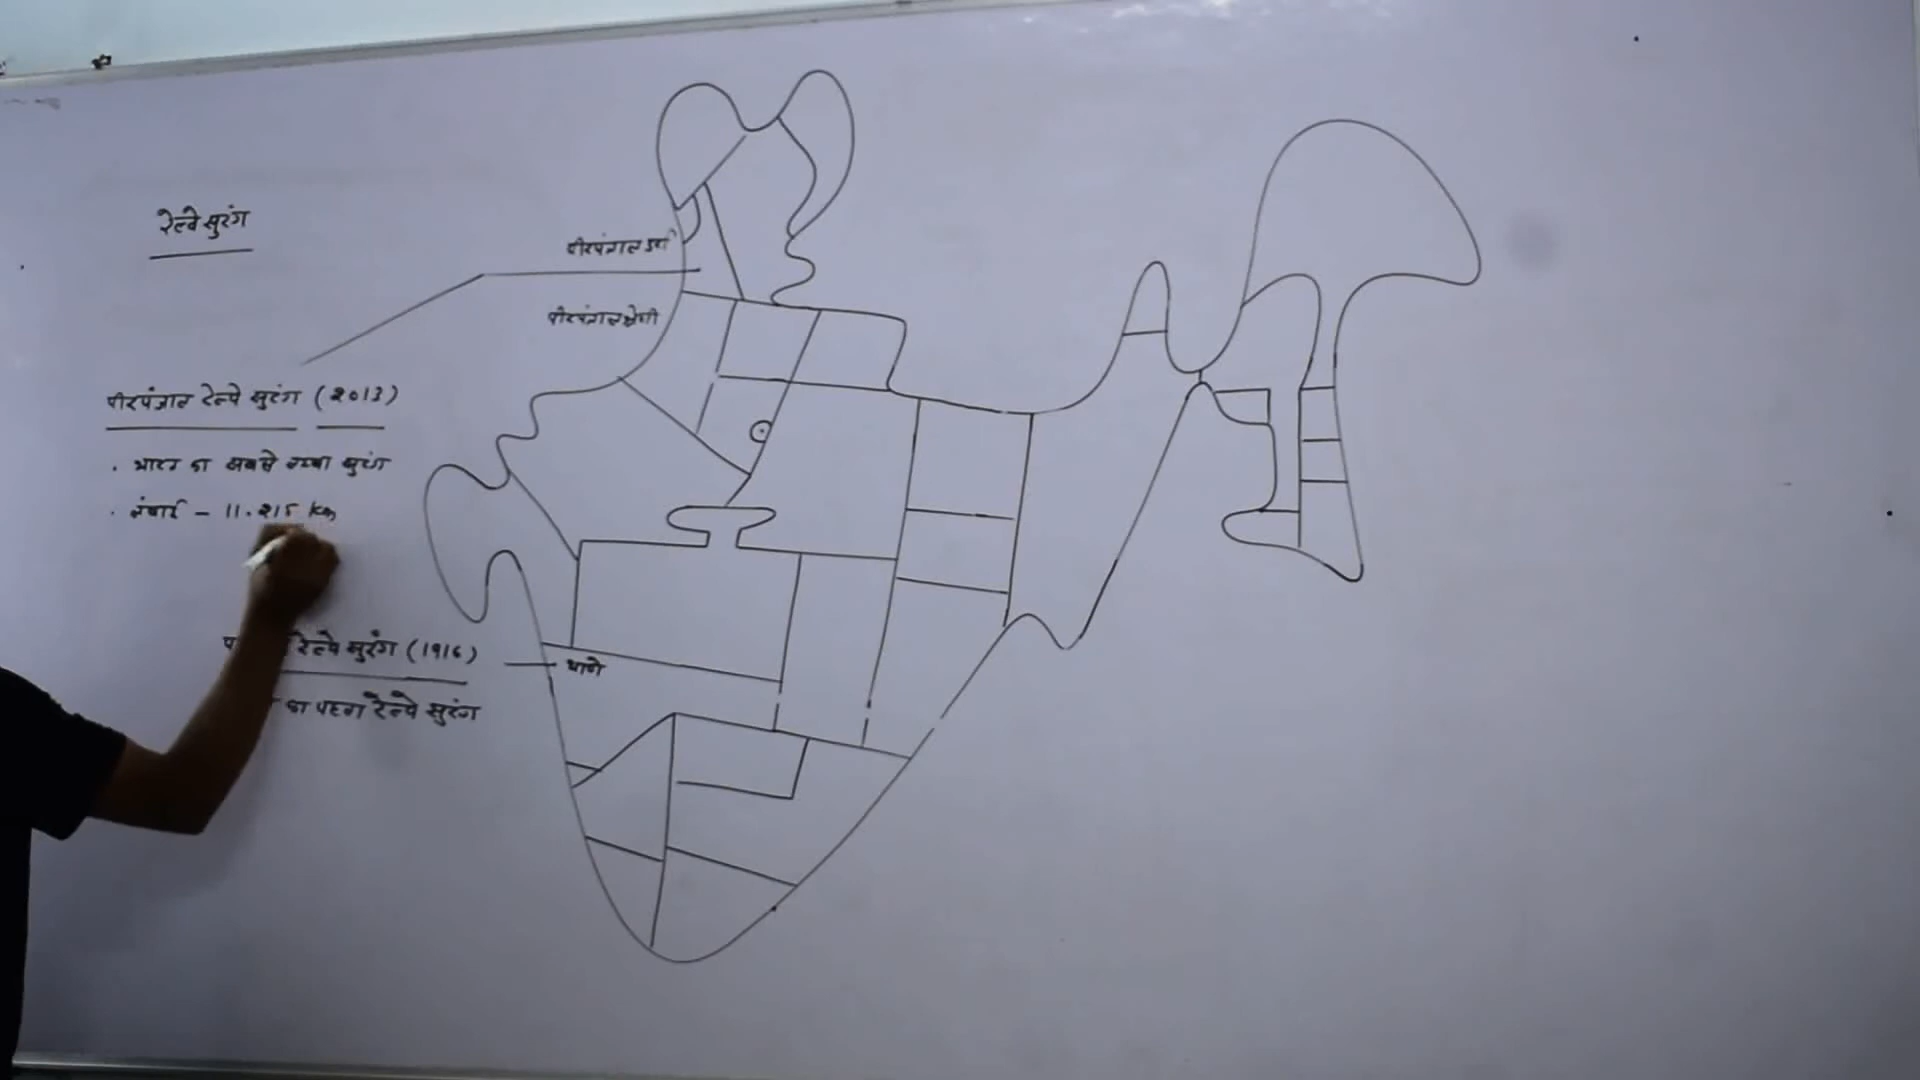 रेल्वे सुरंग
पीरपंजाल दर्रा
पीरपंजाल श्रेणी
पीरपंजाल रेल्वे सुरंग (2013)
. भारत का सबसे लम्बा सुरंग
. लंबाई - 11.215 km
रेल्वे सुरंग (1916) — थाणे
का पहला रेल्वे सुरंग